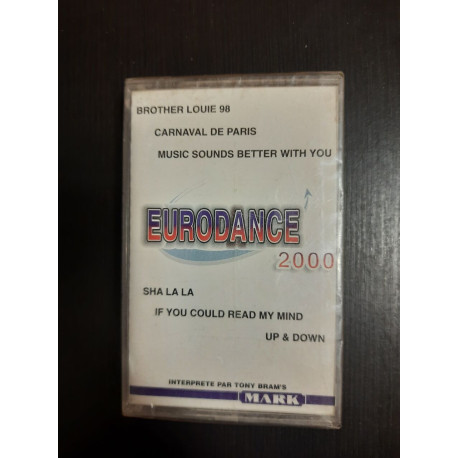 BROTHER LOUIE 98
CARNAVAL DE PARIS
MUSIC SOUNDS BETTER WITH YOU
EURODANCE
2000
SHA LA LA
IF YOU COULD READ MY MIND
UP & DOWN
INTERPRETE PAR TONY BRAM'S
MARK